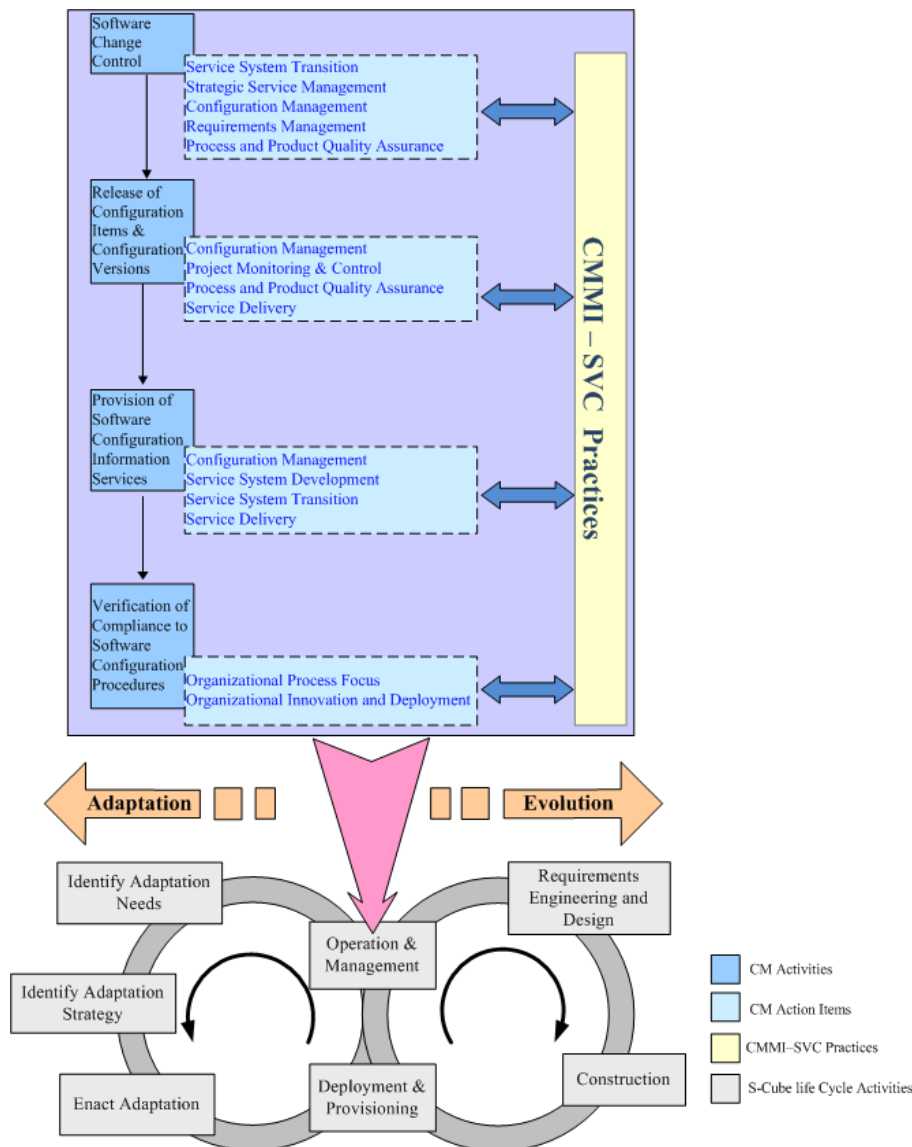 Software
Change
Control
Service System Transition
Strategic Service Management
Configuration Management
Requirements Management
Process and Product Quality Assurance
Release of
Configuration
Items &
Configuration
Versions
Configuration Management
Project Monitoring & Control
Process and Product Quality Assurance
Service Delivery
Provision of
Software
Configuration
Information
Services
Configuration Management
Service System Development
Service System Transition
Service Delivery
Verification of
Compliance to
Software
Configuration
Procedures
Organizational Process Focus
Organizational Innovation and Deployment
CMMI – SVC Practices
Adaptation
Evolution
Identify Adaptation
Needs
Requirements
Engineering and
Design
Operation &
Management
Identify Adaptation
Strategy
Enact Adaptation
Deployment &
Provisioning
Construction
CM Activities
CM Action Items
CMMI–SVC Practices
S-Cube life Cycle Activities